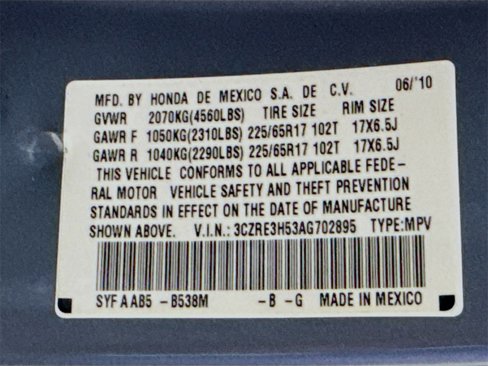 MFD. BY HONDA DE MEXICO S.A. DE C.V. 06/'10
GVWR 2070KG(4560LBS) TIRE SIZE RIM SIZE
GAWR F 1050KG(2310LBS) 225/65R17 102T 17X6.5J
GAWR R 1040KG(2290LBS) 225/65R17 102T 17X6.5J
THIS VEHICLE CONFORMS TO ALL APPLICABLE FEDE-
RAL MOTOR VEHICLE SAFETY AND THEFT PREVENTION
STANDARDS IN EFFECT ON THE DATE OF MANUFACTURE
SHOWN ABOVE. V.I.N.: 3CZRE3H53AG702895 TYPE:MPV
SYFAAB5 -B538M -B -G MADE IN MEXICO